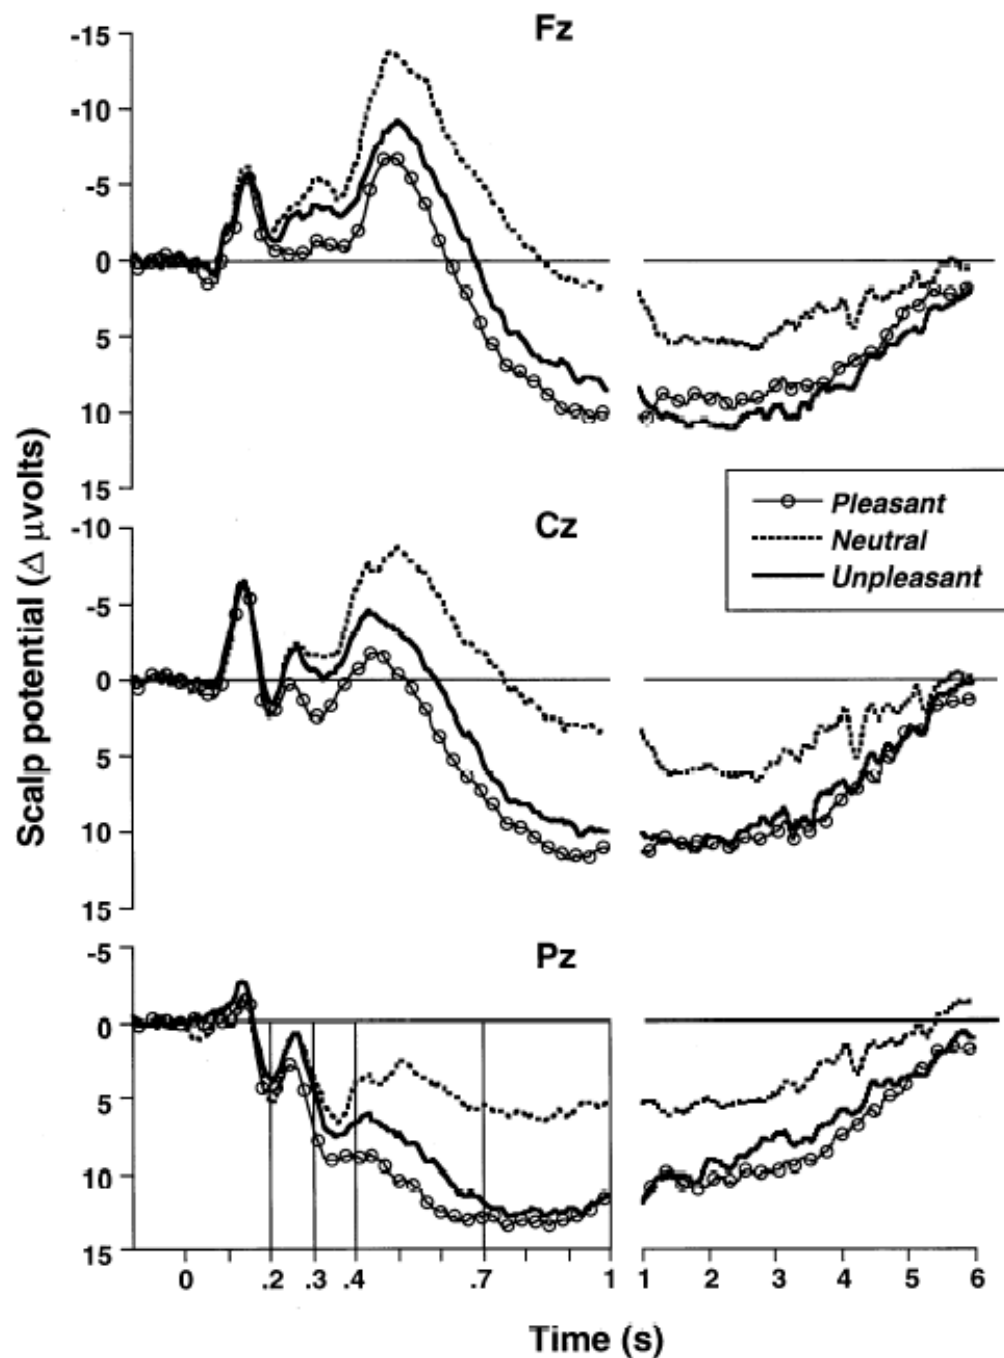 Fz
-15
-10
-5
0
5
10
15
Scalp potential (Δ μvolts)
Pleasant
Neutral
Unpleasant
Cz
-10
-5
0
5
10
15
Pz
-5
0
5
10
15
0 .2 .3 .4 .7 1
1 2 3 4 5 6
Time (s)